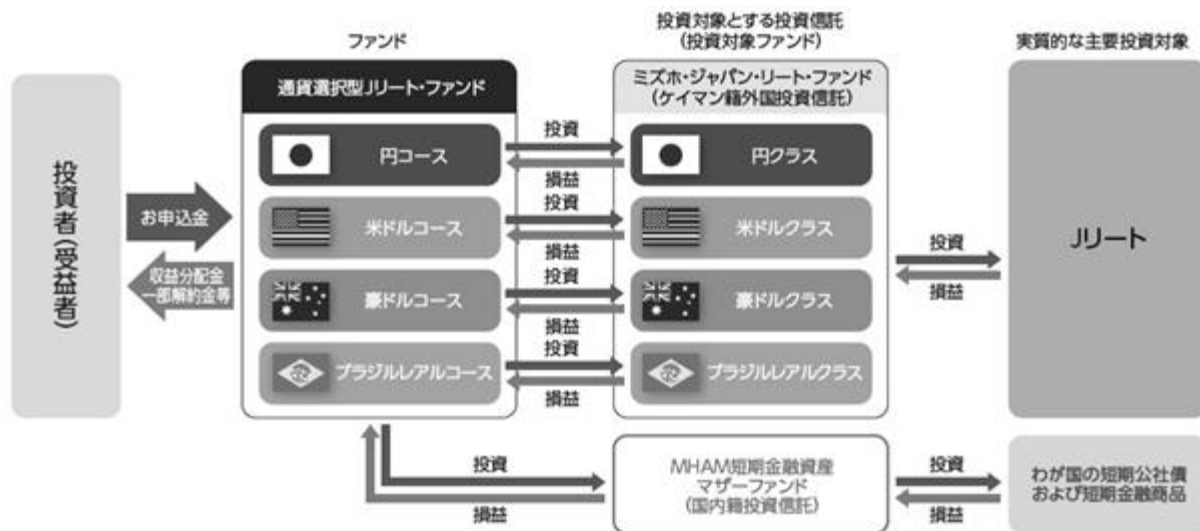 ファンド
投資対象とする投資信託
(投資対象ファンド)
実質的な主要投資対象
投資者(受益者)
お申込金
収益分配金
一部解約金等
通貨選択型Jリート・ファンド
円コース
米ドルコース
豪ドルコース
ブラジルレアルコース
投資
損益
投資
損益
投資
損益
投資
損益
ミズホ・ジャパン・リート・ファンド
(ケイマン籍外国投資信託)
円クラス
米ドルクラス
豪ドルクラス
ブラジルレアルクラス
投資
損益
Jリート
投資
損益
MHAM短期金融資産
マザーファンド
(国内籍投資信託)
投資
損益
わが国の短期公社債
および短期金融商品